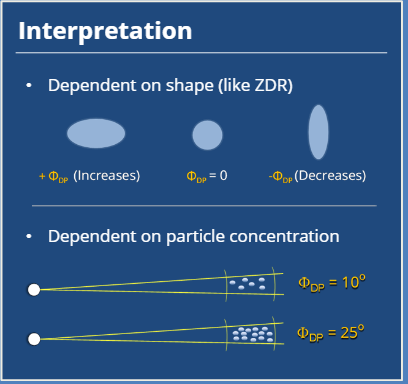 Interpretation
• Dependent on shape (like ZDR)
+ ΦDP (Increases) ΦDP = 0 -ΦDP (Decreases)
• Dependent on particle concentration
ΦDP = 10°
ΦDP = 25°